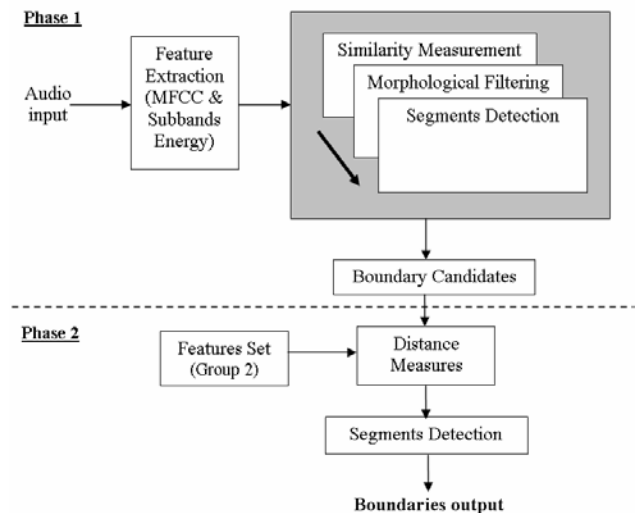 Phase 1
Audio
input
Feature
Extraction
(MFCC &
Subbands
Energy)
Similarity Measurement
Morphological Filtering
Segments Detection
Boundary Candidates
Phase 2
Features Set
(Group 2)
Distance
Measures
Segments Detection
Boundaries output